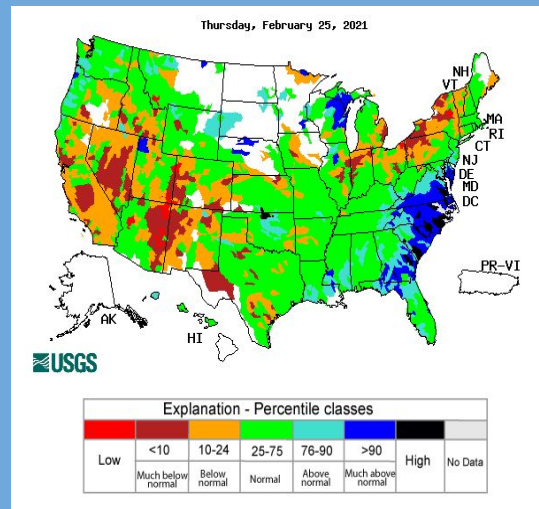 Thursday, February 25, 2021
NH
VT
MA
RI
CT
NJ
DE
MD
DC
PR-VI
AK
HI
USGS
Explanation - Percentile classes
<10 10-24 25-75 76-90 >90
Low Much below normal Below normal Normal Above normal Much above normal High No Data